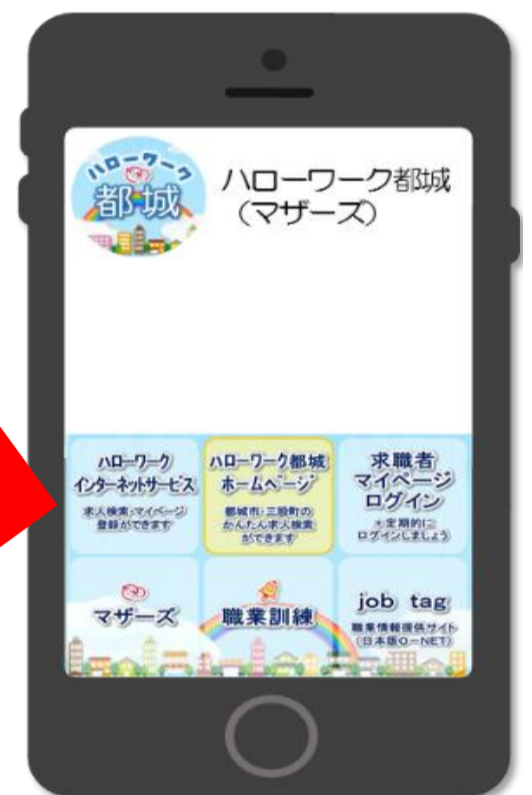 ハローワーク
都城
ハローワーク都城
（マザーズ）
ハローワーク
インターネットサービス
求人検索・マイページ
登録ができます
ハローワーク都城
ホームページ
都城市・三股町の
かんたん求人検索
ができます
求職者
マイページ
ログイン
＊定期的に
ログインしましょう
マザーズ
職業訓練
job tag
職業情報提供サイト
（日本版O-NET）